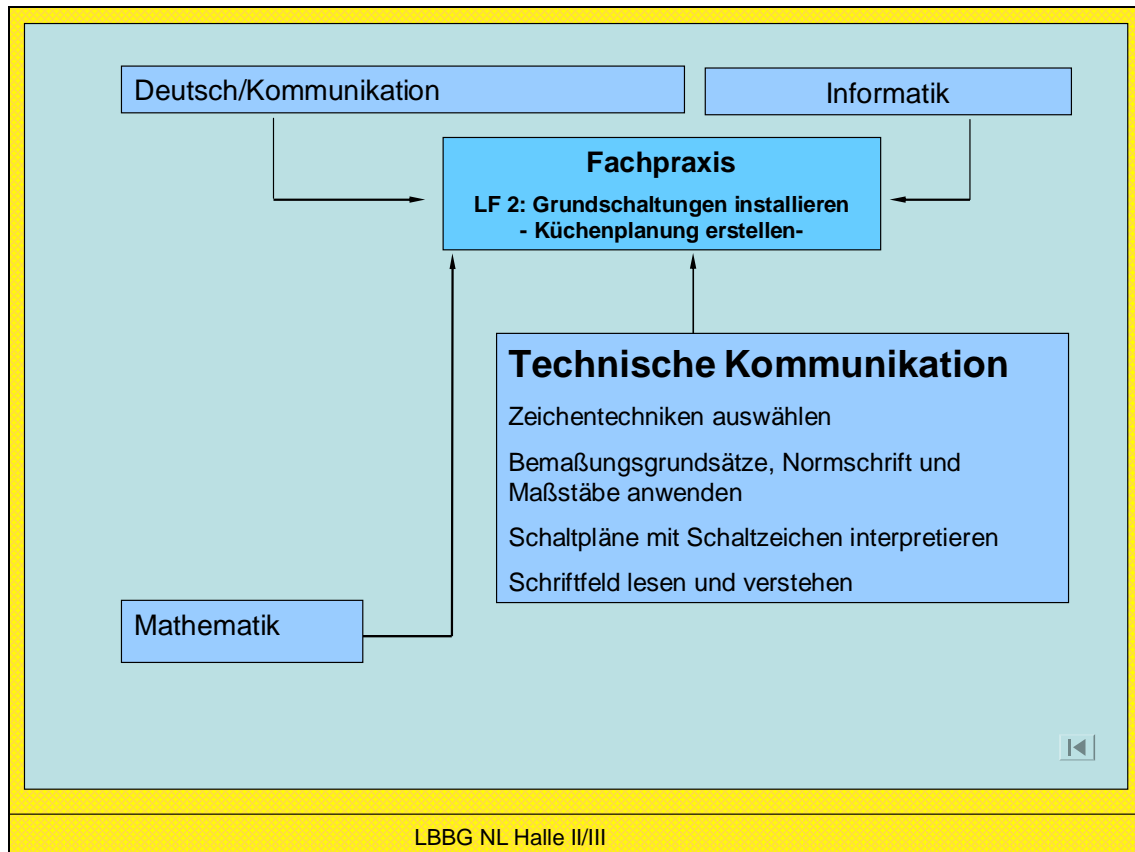 Deutsch/Kommunikation
Informatik
Fachpraxis
LF 2: Grundschaltungen installieren
- Küchenplanung erstellen-
Technische Kommunikation
Zeichentechniken auswählen
Bemaßungsgrundsätze, Normschrift und
Maßstäbe anwenden
Schaltpläne mit Schaltzeichen interpretieren
Schriftfeld lesen und verstehen
Mathematik
LBBG NL Halle II/III